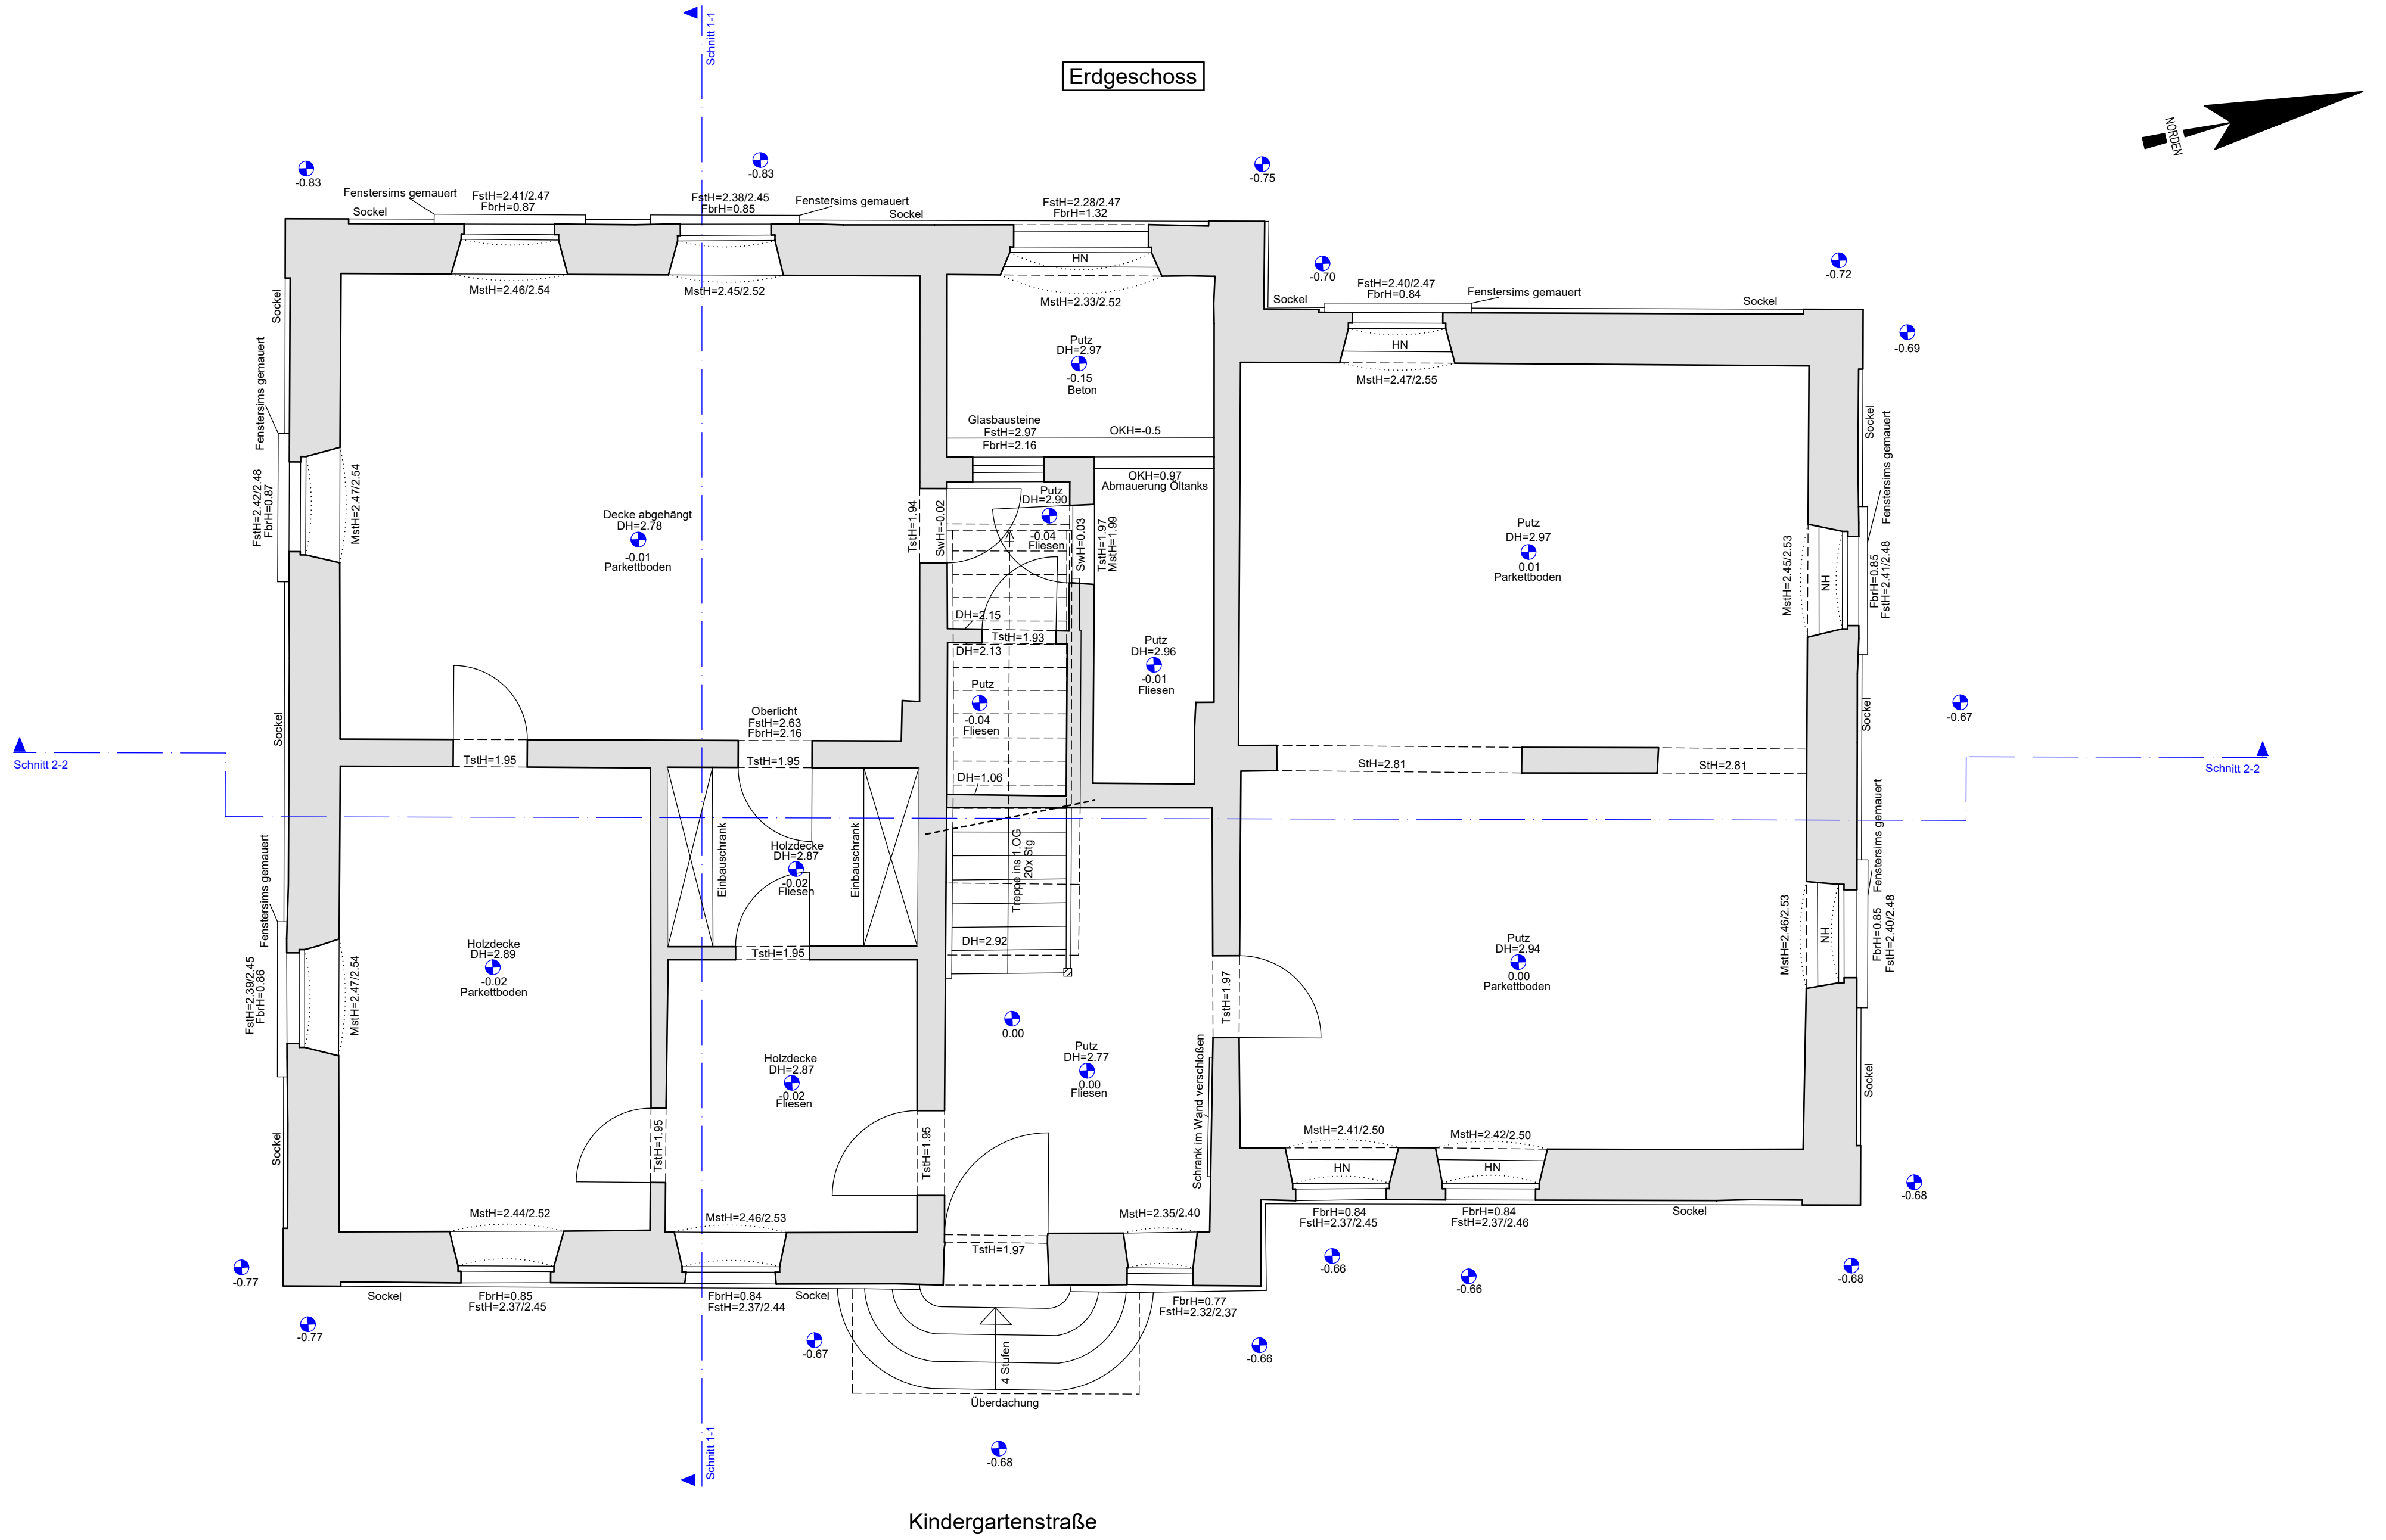 Schnitt 1-1
Erdgeschoss
NORDEN
-0.83
-0.83
-0.75
-0.70
-0.72
-0.69
Fenstersims gemauert
Sockel
FstH=2.41/2.47
FbrH=0.87
FstH=2.38/2.45
FbrH=0.85
Fenstersims gemauert
Sockel
FstH=2.28/2.47
FbrH=1.32
HN
MstH=2.33/2.52
MstH=2.46/2.54
MstH=2.45/2.52
Sockel
FstH=2.40/2.47
FbrH=0.84
Fenstersims gemauert
Sockel
HN
MstH=2.47/2.55
Sockel
Fenstersims gemauert
FstH=2.42/2.48
FbrH=0.87
MstH=2.47/2.54
Putz
DH=2.97
-0.15
Beton
Glasbausteine
FstH=2.97
FbrH=2.16
OKH=-0.5
OKH=0.97
Abmauerung Öltanks
Decke abgehängt
DH=2.78
-0.01
Parkettboden
TstH=1.94
SwH=-0.02
Putz
DH=2.90
-0.04
Fliesen
SwH=0.03
TstH=1.97
MstH=1.99
Putz
DH=2.97
0.01
Parkettboden
MstH=2.45/2.53
HN
FbrH=0.85
FstH=2.41/2.48
Sockel
Fenstersims gemauert
DH=2.15
TstH=1.93
DH=2.13
Putz
-0.04
Fliesen
DH=1.06
Putz
DH=2.96
-0.01
Fliesen
-0.67
Sockel
Sockel
Schnitt 2-2
Schnitt 2-2
TstH=1.95
Oberlicht
FstH=2.63
FbrH=2.16
TstH=1.95
StH=2.81
StH=2.81
Einbauschrank
Einbauschrank
Holzdecke
DH=2.87
-0.02
Fliesen
TstH=1.95
Treppe ins 1.OG
20x Stg
DH=2.92
Fenstersims gemauert
FstH=2.39/2.45
FbrH=0.86
MstH=2.47/2.54
Holzdecke
DH=2.89
-0.02
Parkettboden
Putz
DH=2.94
0.00
Parkettboden
MstH=2.46/2.53
HN
FbrH=0.85
FstH=2.40/2.48
Fenstersims gemauert
0.00
TstH=1.97
Holzdecke
DH=2.87
-0.02
Fliesen
Putz
DH=2.77
0.00
Fliesen
Schrank im Wand verschloßen
Sockel
Sockel
TstH=1.95
TstH=1.95
MstH=2.44/2.52
MstH=2.46/2.53
MstH=2.35/2.40
MstH=2.41/2.50
MstH=2.42/2.50
HN
HN
TstH=1.97
Sockel
FbrH=0.85
FstH=2.37/2.45
FbrH=0.84
FstH=2.37/2.44
Sockel
FbrH=0.77
FstH=2.32/2.37
FbrH=0.84
FstH=2.37/2.45
FbrH=0.84
FstH=2.37/2.46
Sockel
-0.77
-0.77
-0.67
-0.66
-0.66
-0.66
-0.68
-0.68
4 Stufen
Überdachung
-0.68
Schnitt 1-1
Kindergartenstraße